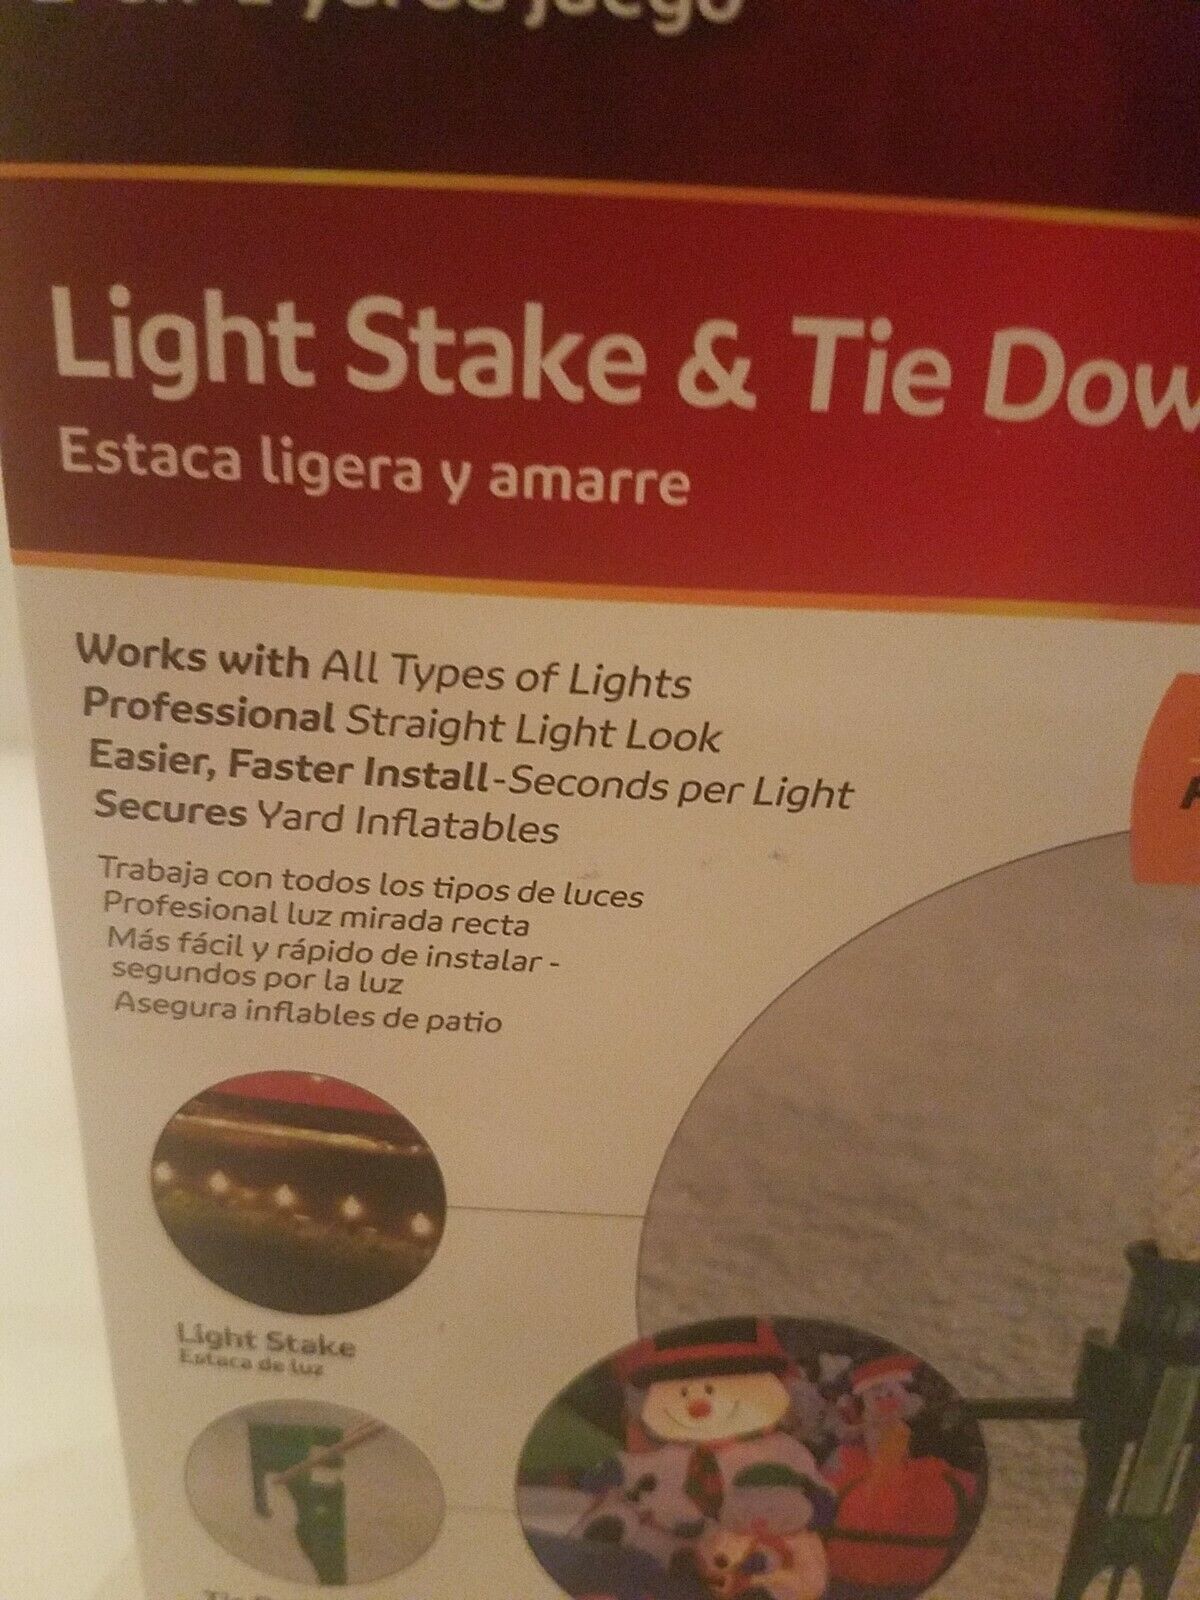 juego
Light Stake & Tie Dow
Estaca ligera y amarre
Works with All Types of Lights
Professional Straight Light Look
Easier, Faster Install-Seconds per Light
Secures Yard Inflatables
Trabaja con todos los tipos de luces
Profesional luz mirada recta
Más fácil y rápido de instalar -
segundos por la luz
Asegura inflables de patio
Light Stake
Estaca de luz